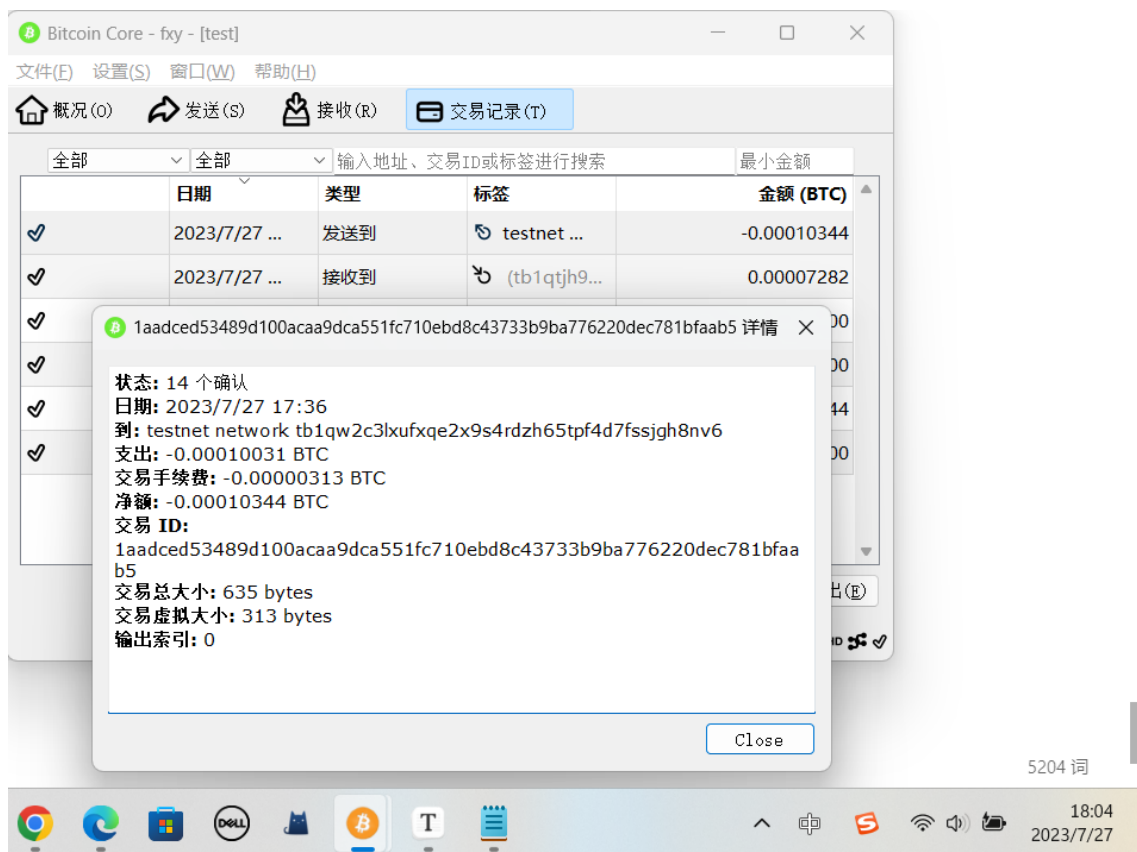 Bitcoin Core - fxy - [test]
文件(F) 设置(S) 窗口(W) 帮助(H)
概况(O) 发送(S) 接收(R) 交易记录(T)
全部 全部 输入地址、交易ID或标签进行搜索 最小金额
日期 类型 标签 金额 (BTC)
2023/7/27 ... 发送到 testnet ... -0.00010344
2023/7/27 ... 接收到 (tb1qtjh9... 0.00007282
00
00
44
00
1aadced53489d100acaa9dca551fc710ebd8c43733b9ba776220dec781bfaab5 详情
状态: 14 个确认
日期: 2023/7/27 17:36
到: testnet network tb1qw2c3lxufxqe2x9s4rdzh65tpf4d7fssjgh8nv6
支出: -0.00010031 BTC
交易手续费: -0.00000313 BTC
净额: -0.00010344 BTC
交易 ID:
1aadced53489d100acaa9dca551fc710ebd8c43733b9ba776220dec781bfaa
b5
交易总大小: 635 bytes
交易虚拟大小: 313 bytes
输出索引: 0
出(E)
HD
Close
5204 词
DELL T 中 18:04
2023/7/27